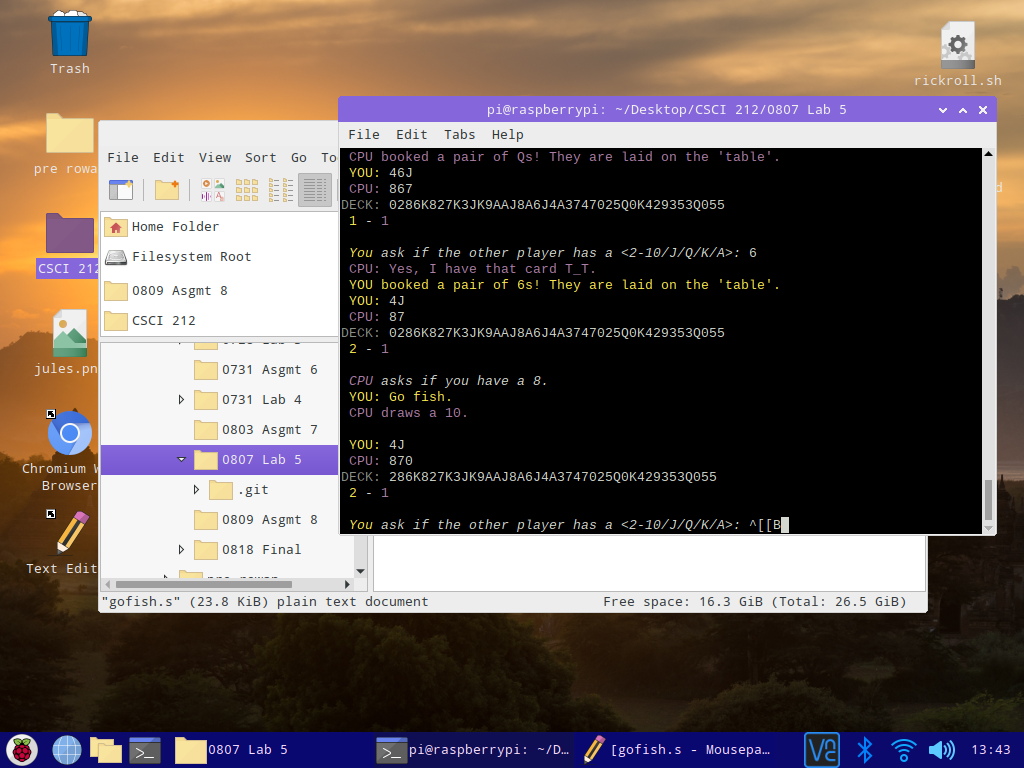 Trash
rickroll.sh
pre rowa
CSCI 212
jules.pn
Chromium W
Browser
Text Edit
File Edit View Sort Go To
Home Folder
Filesystem Root
0809 Asgmt 8
CSCI 212
0731 Asgmt 6
0731 Lab 4
0803 Asgmt 7
0807 Lab 5
.git
0809 Asgmt 8
0818 Final
"gofish.s" (23.8 KiB) plain text document
Free space: 16.3 GiB (Total: 26.5 GiB)
pi@raspberrypi: ~/Desktop/CSCI 212/0807 Lab 5
File Edit Tabs Help
CPU booked a pair of Qs! They are laid on the 'table'.
YOU: 46J
CPU: 867
DECK: 0286K827K3JK9AAJ8A6J4A3747025Q0K429353Q055
1 - 1
You ask if the other player has a <2-10/J/Q/K/A>: 6
CPU: Yes, I have that card T_T.
YOU booked a pair of 6s! They are laid on the 'table'.
YOU: 4J
CPU: 87
DECK: 0286K827K3JK9AAJ8A6J4A3747025Q0K429353Q055
2 - 1
CPU asks if you have a 8.
YOU: Go fish.
CPU draws a 10.
YOU: 4J
CPU: 870
DECK: 286K827K3JK9AAJ8A6J4A3747025Q0K429353Q055
2 - 1
You ask if the other player has a <2-10/J/Q/K/A>: ^[[B
0807 Lab 5
pi@raspberrypi: ~/D...
[gofish.s - Mousepa...
13:43